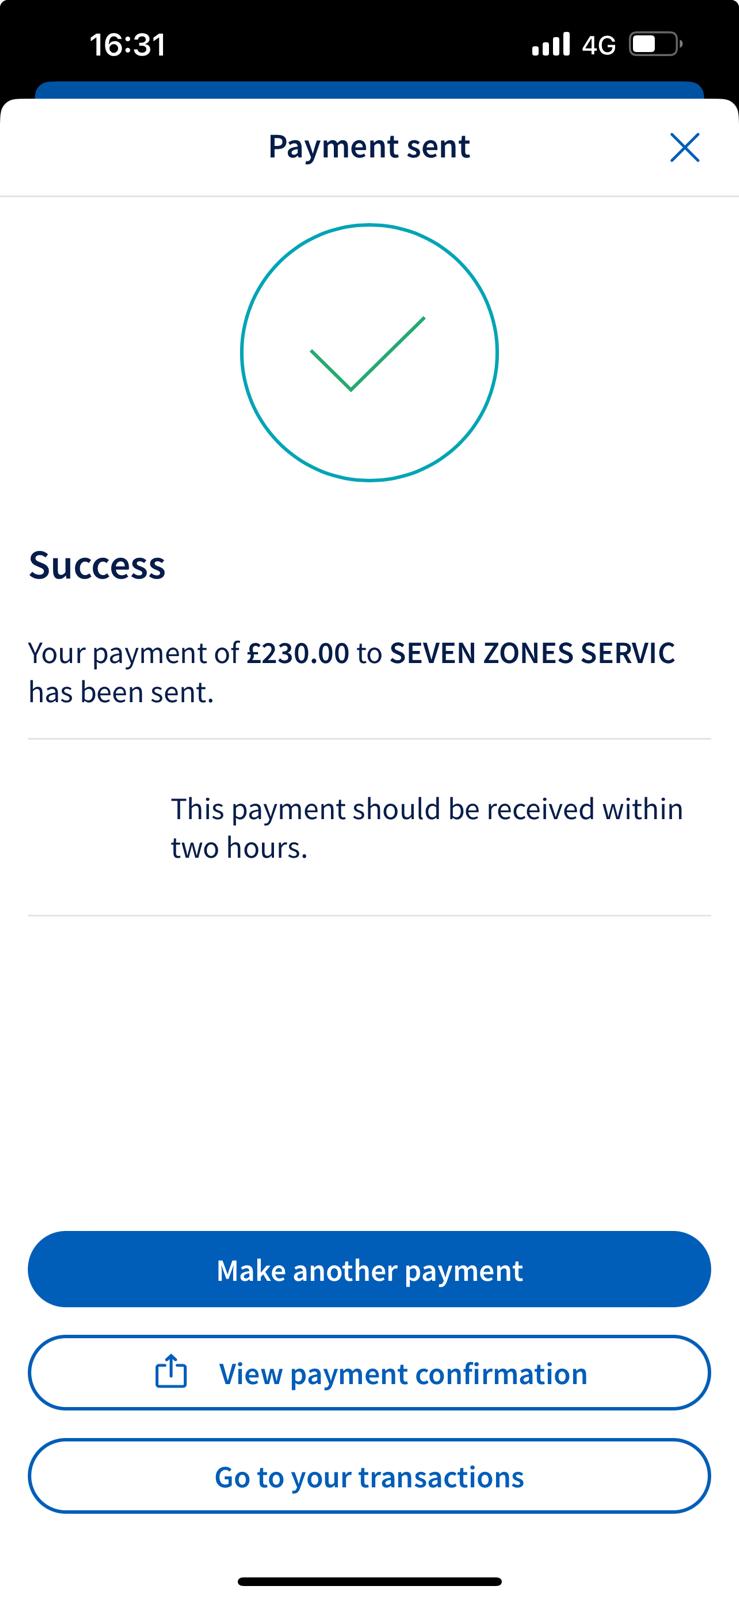 16:31
4G
Payment sent
Success
Your payment of £230.00 to SEVEN ZONES SERVIC
has been sent.
This payment should be received within
two hours.
Make another payment
View payment confirmation
Go to your transactions